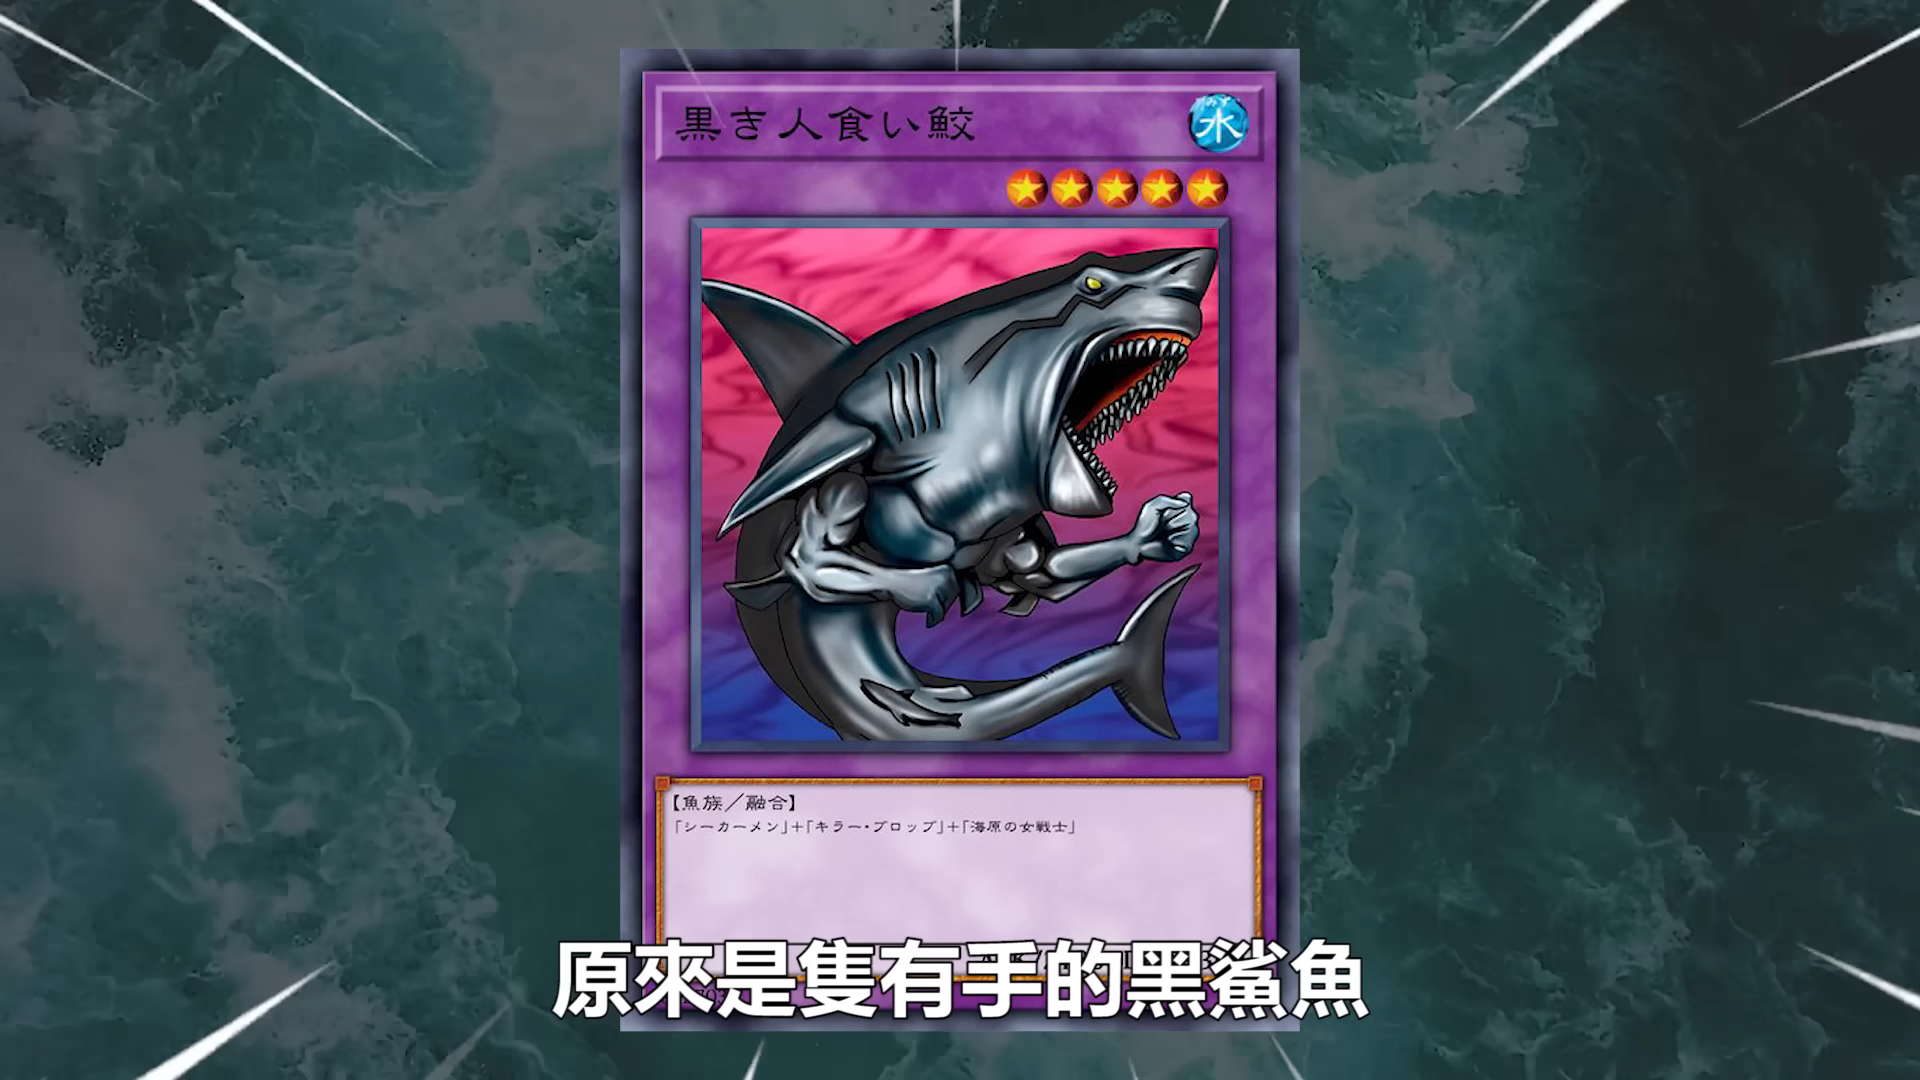 黒き人食い鮫
みず
水
【魚族／融合】
「シーカーメン」＋「キラー・ブロップ」＋「海原の女戦士」
原來是隻有手的黑鯊魚